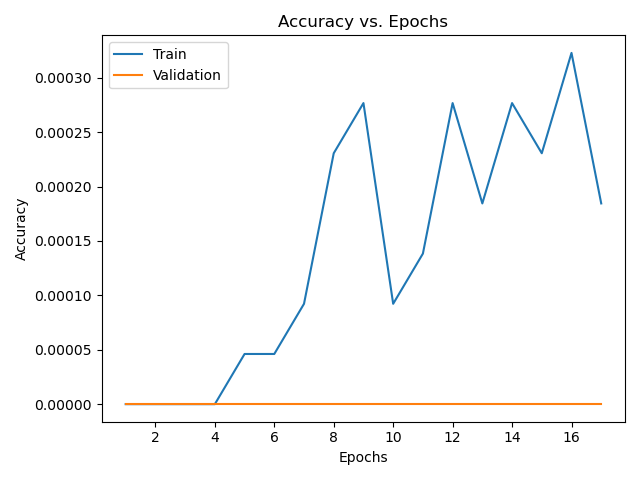 Accuracy vs. Epochs
Train
Validation
0.00030
0.00025
0.00020
0.00015
0.00010
0.00005
0.00000
Accuracy
2 4 6 8 10 12 14 16
Epochs